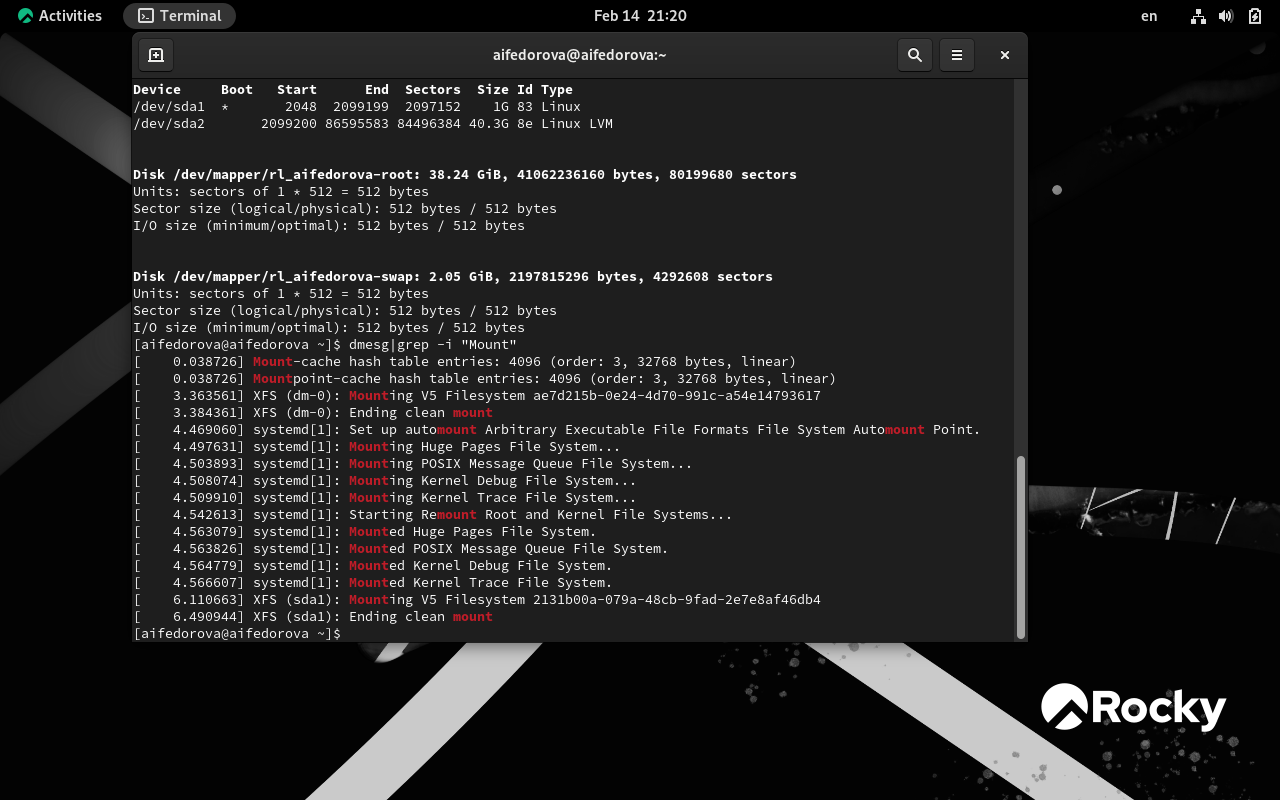 Activities Terminal Feb 14 21:20 en
aifedorova@aifedorova:~
Device     Boot   Start      End  Sectors  Size Id Type
/dev/sda1  *       2048  2099199  2097152    1G 83 Linux
/dev/sda2       2099200 86595583 84496384 40.3G 8e Linux LVM
Disk /dev/mapper/rl_aifedorova-root: 38.24 GiB, 41062236160 bytes, 80199680 sectors
Units: sectors of 1 * 512 = 512 bytes
Sector size (logical/physical): 512 bytes / 512 bytes
I/O size (minimum/optimal): 512 bytes / 512 bytes
Disk /dev/mapper/rl_aifedorova-swap: 2.05 GiB, 2197815296 bytes, 4292608 sectors
Units: sectors of 1 * 512 = 512 bytes
Sector size (logical/physical): 512 bytes / 512 bytes
I/O size (minimum/optimal): 512 bytes / 512 bytes
[aifedorova@aifedorova ~]$ dmesg|grep -i "Mount"
[    0.038726] Mount-cache hash table entries: 4096 (order: 3, 32768 bytes, linear)
[    0.038726] Mountpoint-cache hash table entries: 4096 (order: 3, 32768 bytes, linear)
[    3.363561] XFS (dm-0): Mounting V5 Filesystem ae7d215b-0e24-4d70-991c-a54e14793617
[    3.384361] XFS (dm-0): Ending clean mount
[    4.469060] systemd[1]: Set up automount Arbitrary Executable File Formats File System Automount Point.
[    4.497631] systemd[1]: Mounting Huge Pages File System...
[    4.503893] systemd[1]: Mounting POSIX Message Queue File System...
[    4.508074] systemd[1]: Mounting Kernel Debug File System...
[    4.509910] systemd[1]: Mounting Kernel Trace File System...
[    4.542613] systemd[1]: Starting Remount Root and Kernel File Systems...
[    4.563079] systemd[1]: Mounted Huge Pages File System.
[    4.563826] systemd[1]: Mounted POSIX Message Queue File System.
[    4.564779] systemd[1]: Mounted Kernel Debug File System.
[    4.566607] systemd[1]: Mounted Kernel Trace File System.
[    6.110663] XFS (sda1): Mounting V5 Filesystem 2131b00a-079a-48cb-9fad-2e7e8af46db4
[    6.490944] XFS (sda1): Ending clean mount
[aifedorova@aifedorova ~]$
Rocky